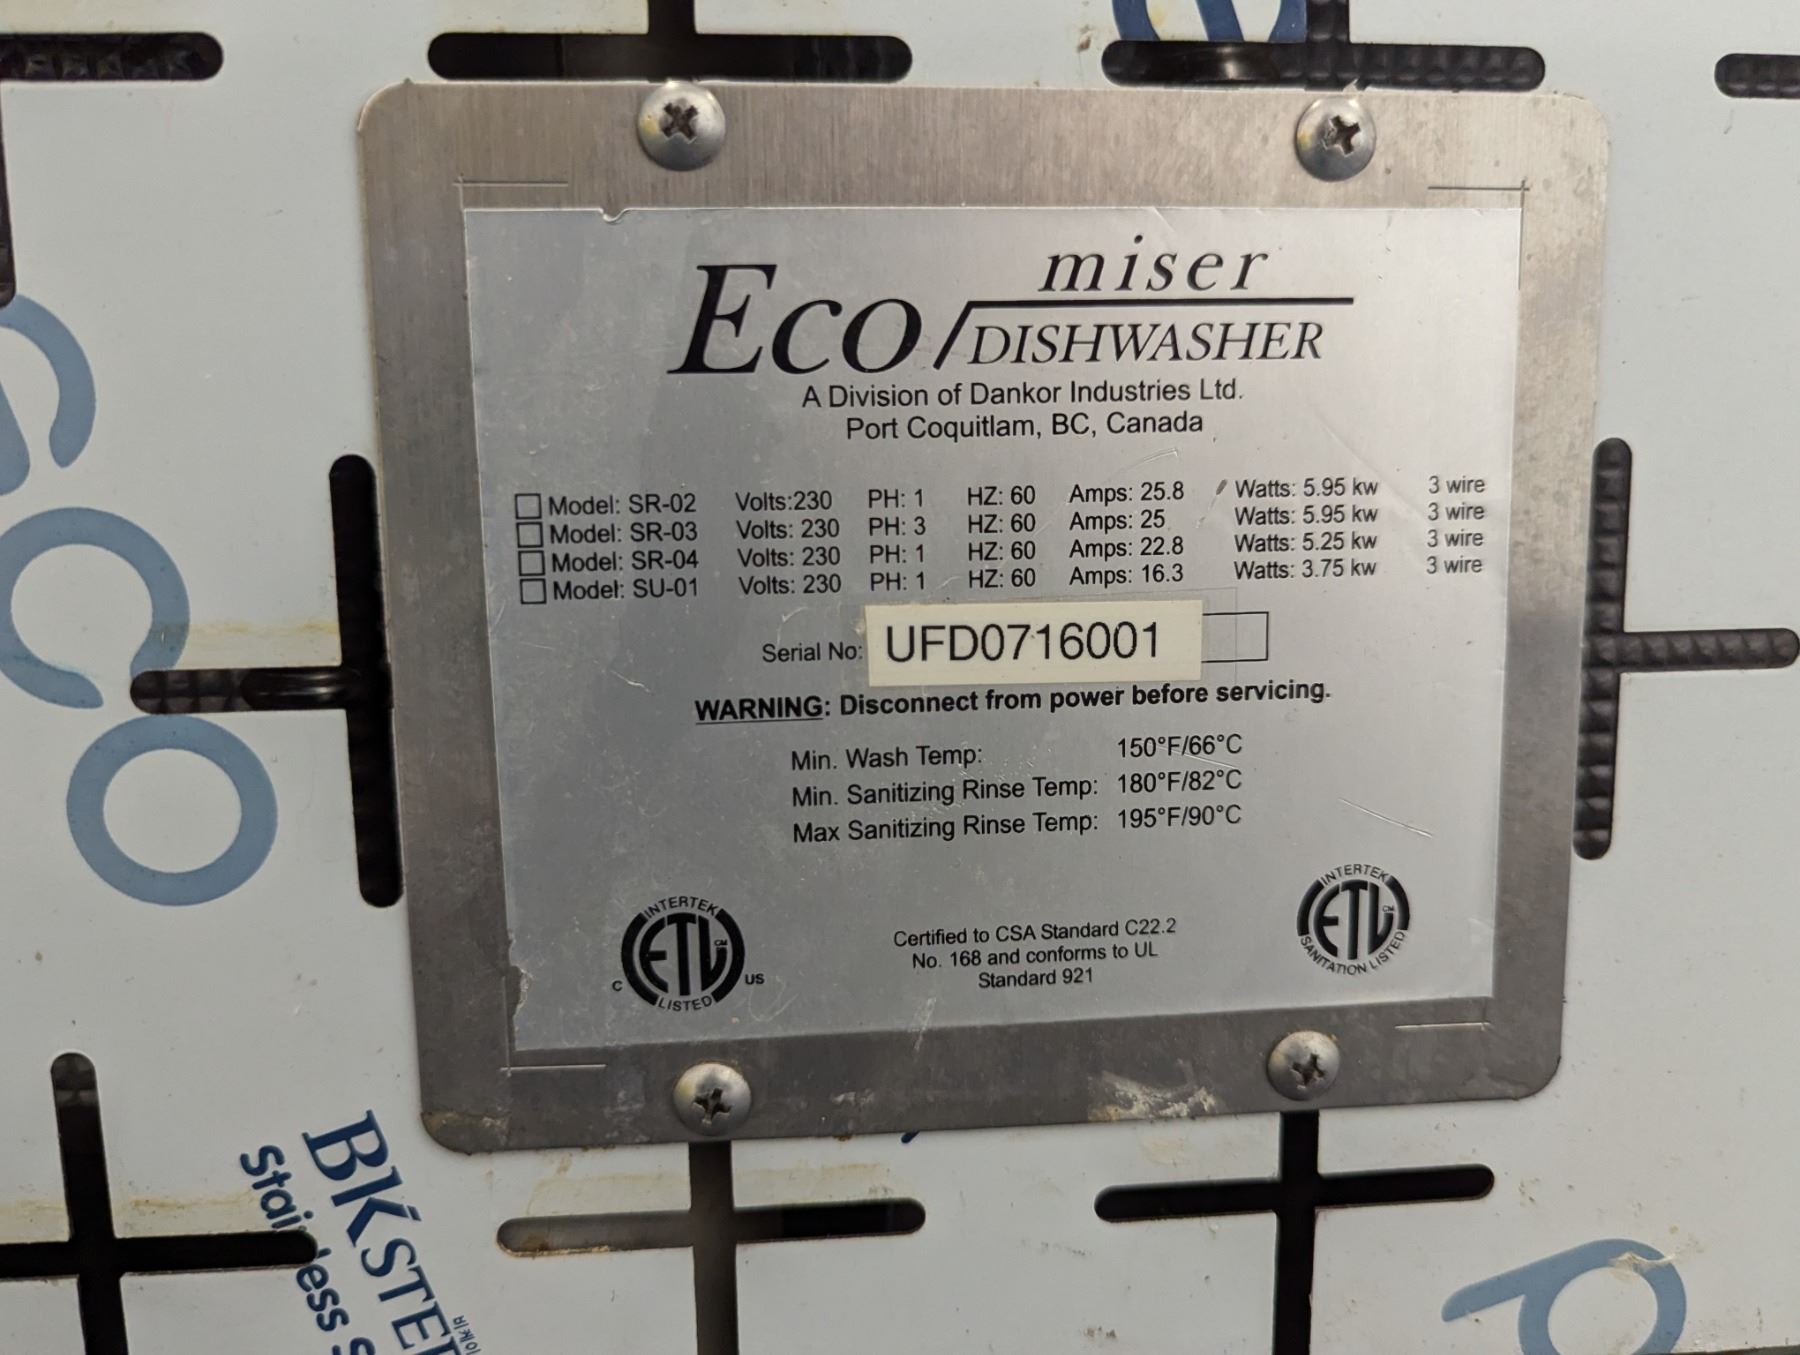 Eco/ miser
DISHWASHER
A Division of Dankor Industries Ltd.
Port Coquitlam, BC, Canada
Model: SR-02 Volts:230 PH: 1 HZ: 60 Amps: 25.8 Watts: 5.95 kw 3 wire
Model: SR-03 Volts: 230 PH: 3 HZ: 60 Amps: 25 Watts: 5.95 kw 3 wire
Model: SR-04 Volts: 230 PH: 1 HZ: 60 Amps: 22.8 Watts: 5.25 kw 3 wire
Model: SU-01 Volts: 230 PH: 1 HZ: 60 Amps: 16.3 Watts: 3.75 kw 3 wire
Serial No: UFD0716001
WARNING: Disconnect from power before servicing.
Min. Wash Temp: 150°F/66°C
Min. Sanitizing Rinse Temp: 180°F/82°C
Max Sanitizing Rinse Temp: 195°F/90°C
INTERTEK
ETL CM
LISTED
C US
Certified to CSA Standard C22.2
No. 168 and conforms to UL
Standard 921
INTERTEK
ETL CM
SANITATION LISTED
eco
BK